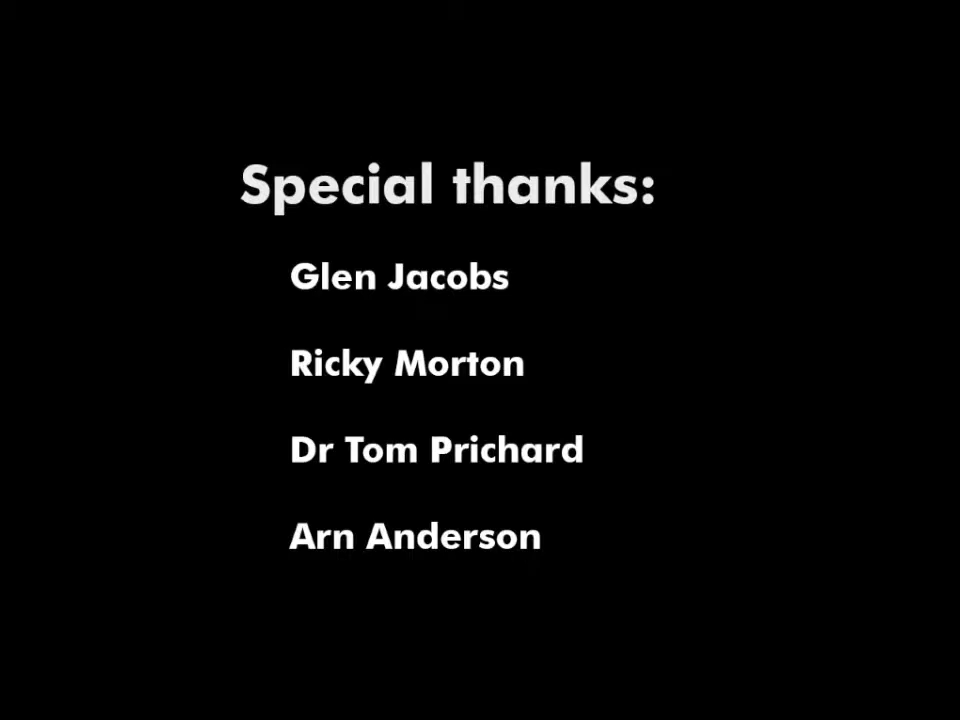 Special thanks:
Glen Jacobs
Ricky Morton
Dr Tom Prichard
Arn Anderson